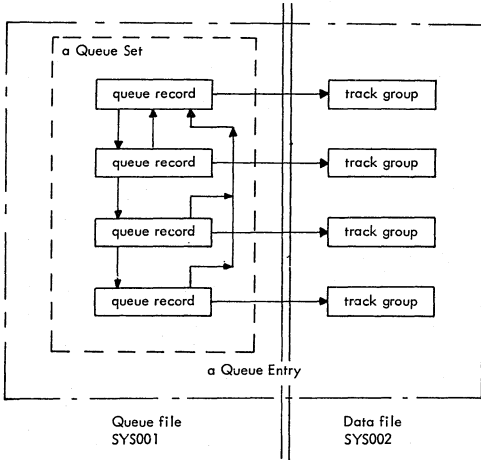 a Queue Set
queue record
track group
queue record
track group
queue record
track group
queue record
track group
a Queue Entry
Queue file
SYS001
Data file
SYS002